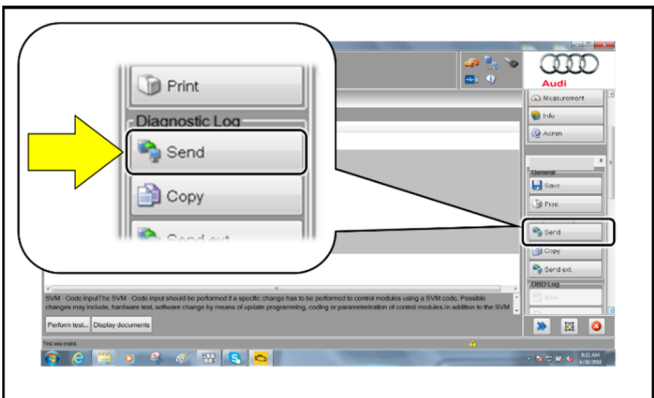 Print
Diagnostic Log
Send
Copy
Send ext
Audi
Measurement
Info
Admin
General
Save
Print
Send
Copy
Send ext.
OBD Log
SVM - Code InputThe SVM - Code Input should be performed if a specific change has to be performed to control modules using a SVM code. Possible
changes may include, hardware test, software change by means of update programming, coding or parameterization of control modules.in addition to the SVM
Perform test... Display documents
Test was ended.